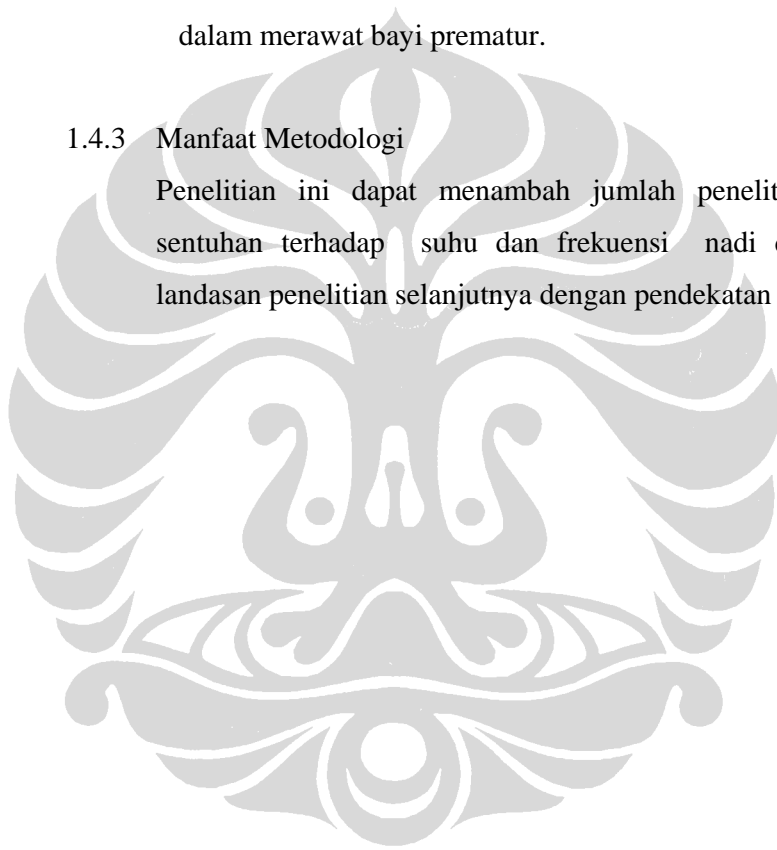 dalam merawat bayi prematur.
1.4.3 Manfaat Metodologi
Penelitian ini dapat menambah jumlah penelit
sentuhan terhadap suhu dan frekuensi nadi
landasan penelitian selanjutnya dengan pendekatan